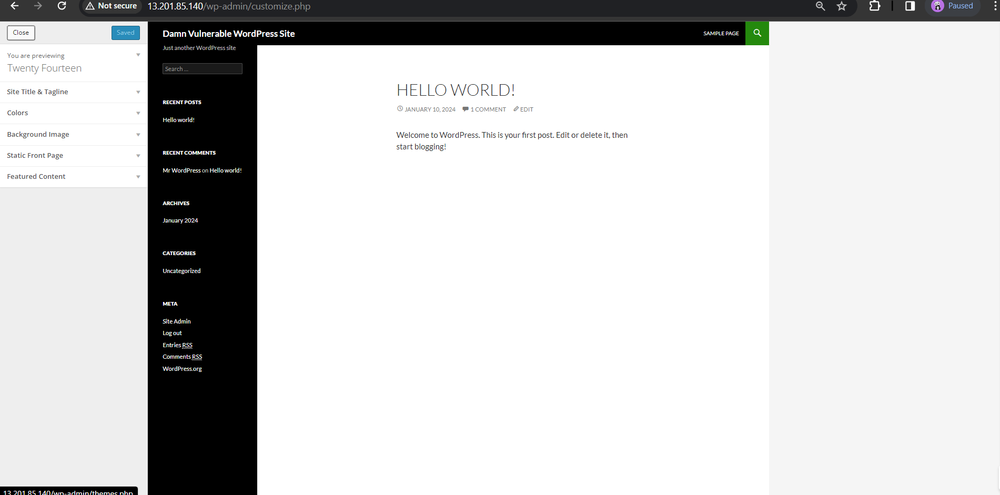 Not secure 13.201.85.140/wp-admin/customize.php Paused
Close Saved
You are previewing
Twenty Fourteen
Site Title & Tagline
Colors
Background Image
Static Front Page
Featured Content
Damn Vulnerable WordPress Site SAMPLE PAGE
Just another WordPress site
Search ...
RECENT POSTS
Hello world!
RECENT COMMENTS
Mr WordPress on Hello world!
ARCHIVES
January 2024
CATEGORIES
Uncategorized
META
Site Admin
Log out
Entries RSS
Comments RSS
WordPress.org
HELLO WORLD!
JANUARY 10, 2024 1 COMMENT EDIT
Welcome to WordPress. This is your first post. Edit or delete it, then
start blogging!
13.201.85.140/wp-admin/themes.php